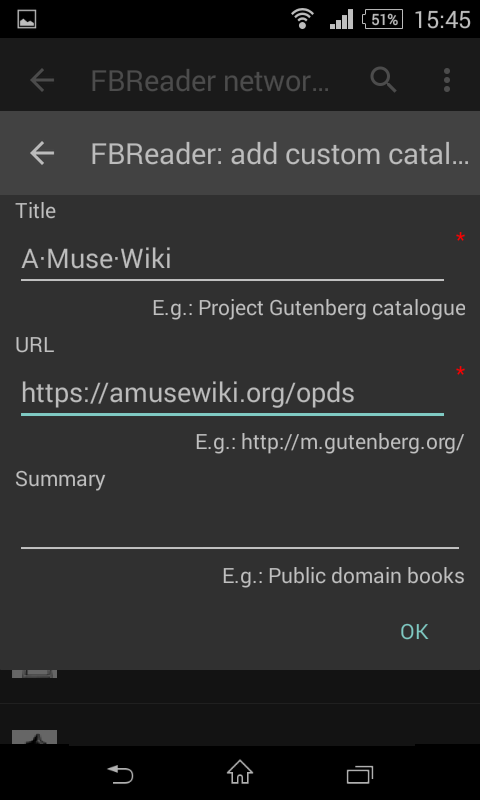 51% 15:45
FBReader networ...
FBReader: add custom catal...
Title
*
A·Muse·Wiki
E.g.: Project Gutenberg catalogue
URL
*
https://amusewiki.org/opds
E.g.: http://m.gutenberg.org/
Summary
E.g.: Public domain books
OK